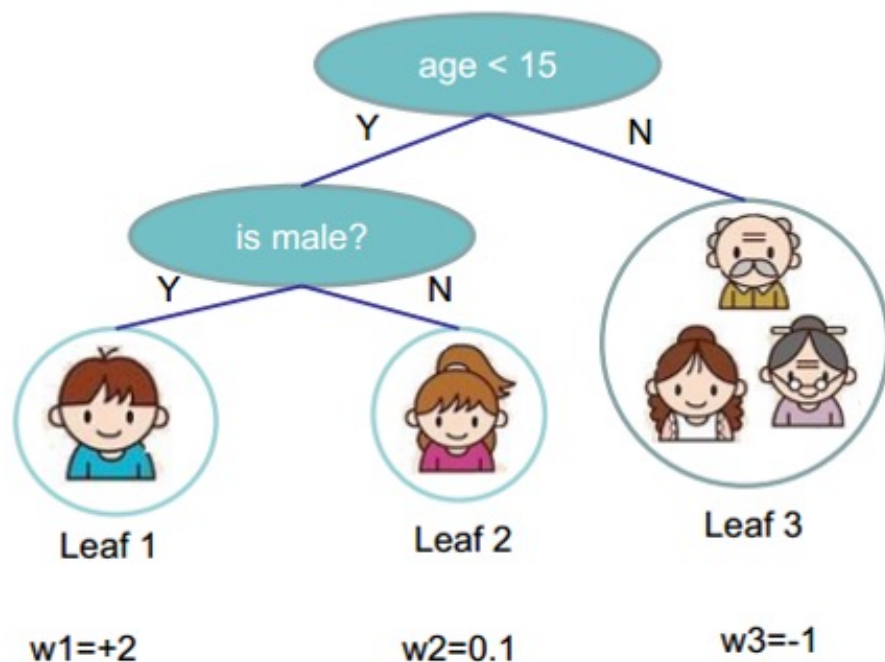 age < 15
Y
N
is male?
Y
N
Leaf 1
Leaf 2
Leaf 3
w1=+2
w2=0.1
w3=-1